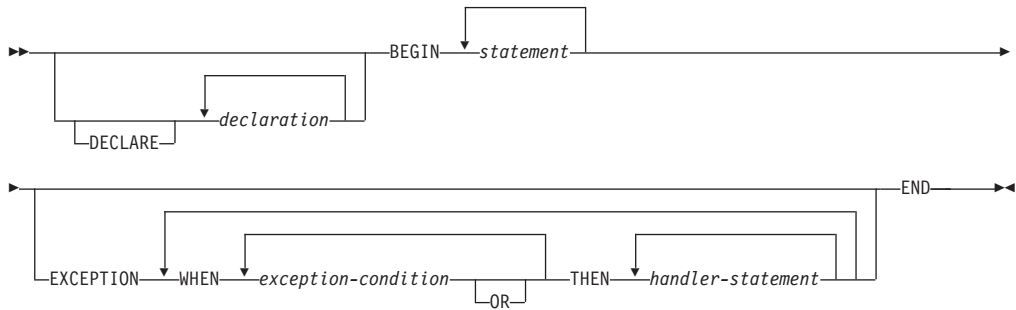 BEGIN statement
declaration
DECLARE
END
EXCEPTION WHEN exception-condition THEN handler-statement
OR